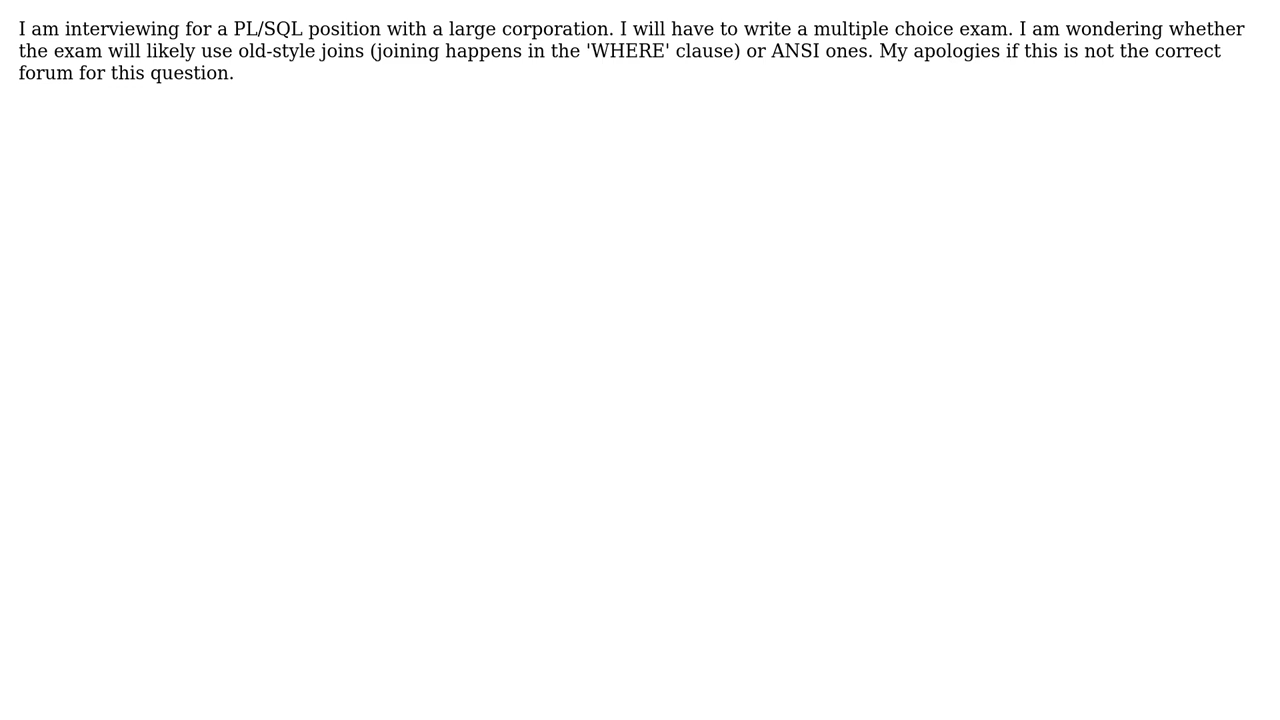 I am interviewing for a PL/SQL position with a large corporation. I will have to write a multiple choice exam. I am wondering whether
the exam will likely use old-style joins (joining happens in the 'WHERE' clause) or ANSI ones. My apologies if this is not the correct
forum for this question.